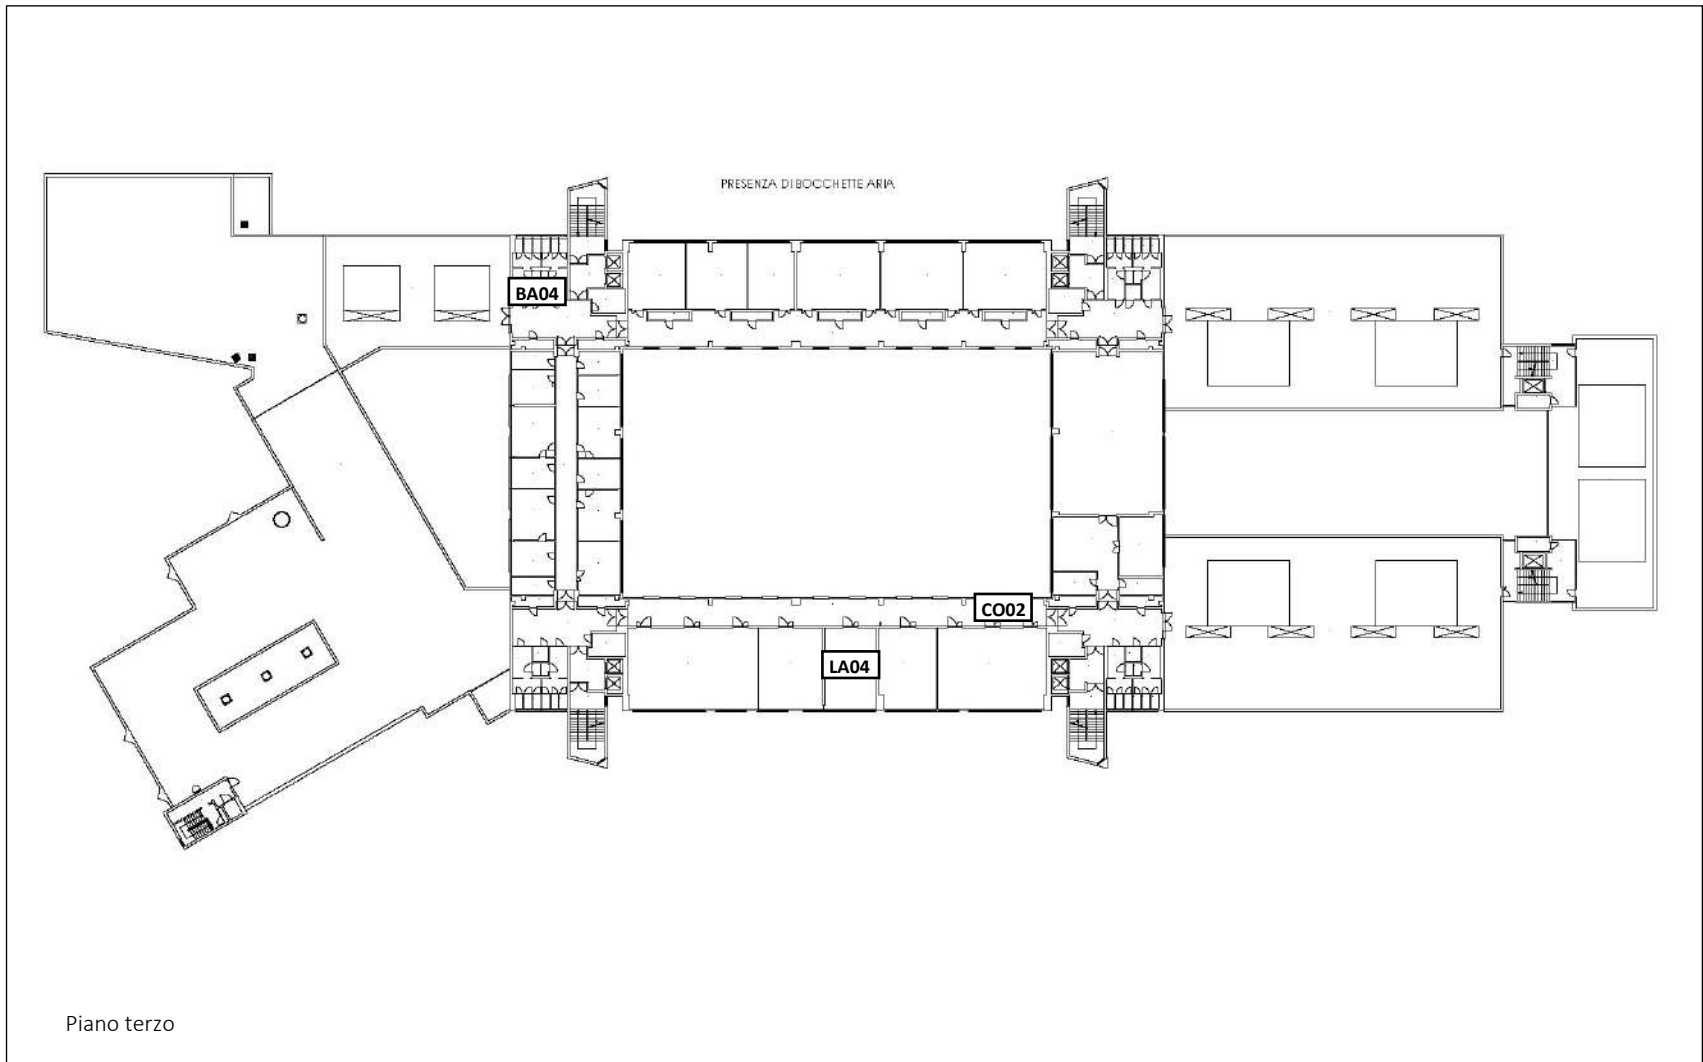 PRESENZA DI BOCCHETTE ARIA
BA04
CO02
LA04
Piano terzo